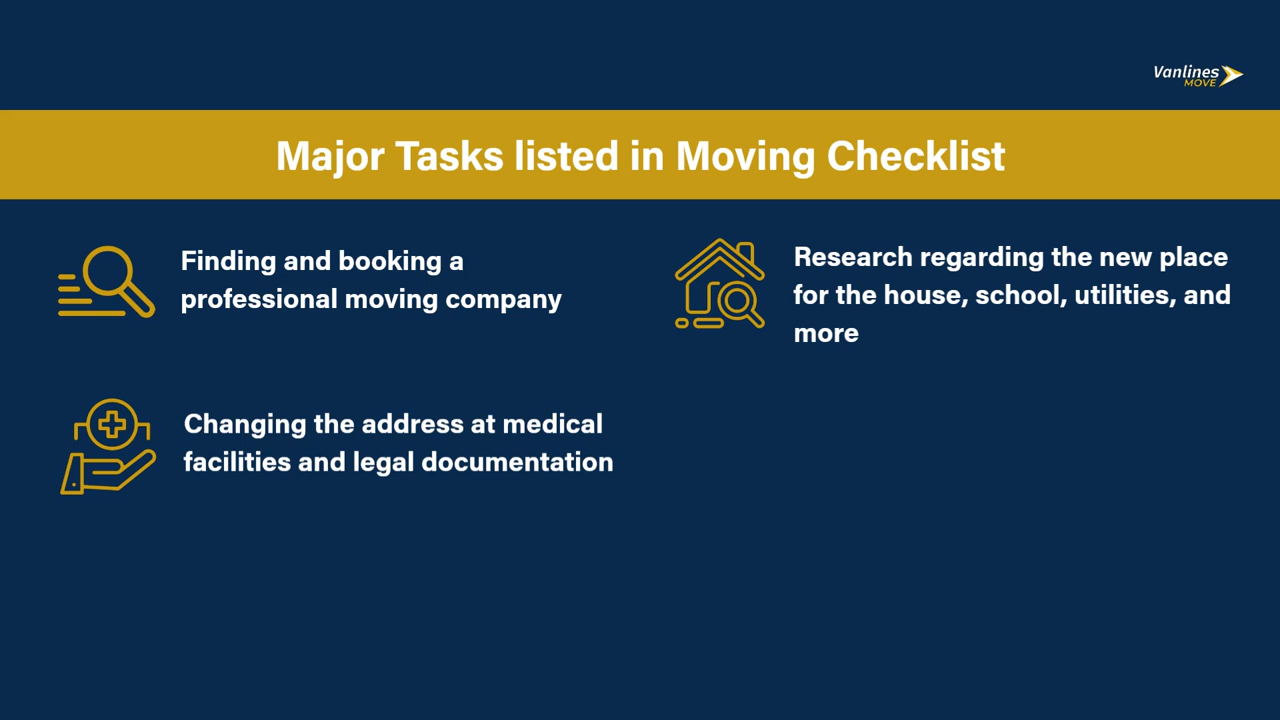 Vanlines
MOVE
Major Tasks listed in Moving Checklist
Finding and booking a
professional moving company
Research regarding the new place
for the house, school, utilities, and
more
Changing the address at medical
facilities and legal documentation